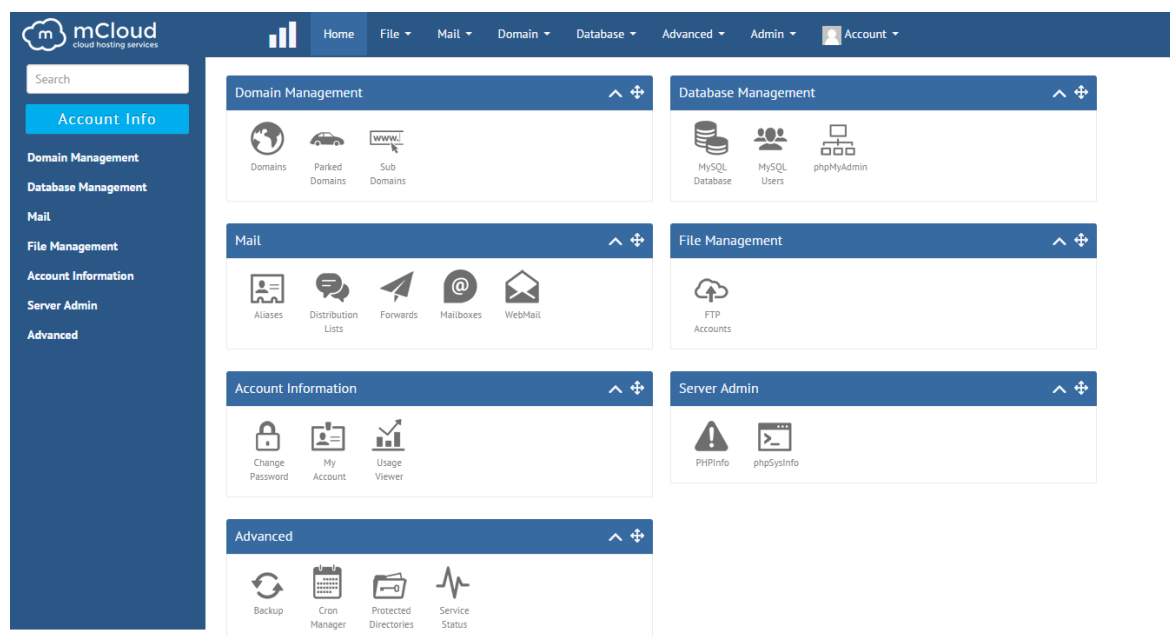 m mCloud
cloud hosting services
Home File Mail Domain Database Advanced Admin Account
Search
Account Info
Domain Management
Database Management
Mail
File Management
Account Information
Server Admin
Advanced
Domain Management
www.
Domains
Parked
Domains
Sub
Domains
Database Management
MySQL
Database
MySQL
Users
phpMyAdmin
Mail
@
Aliases
Distribution
Lists
Forwards
Mailboxes
WebMail
File Management
FTP
Accounts
Account Information
Change
Password
My
Account
Usage
Viewer
Server Admin
>_
PHPInfo
phpSysInfo
Advanced
Backup
Cron
Manager
Protected
Directories
Service
Status